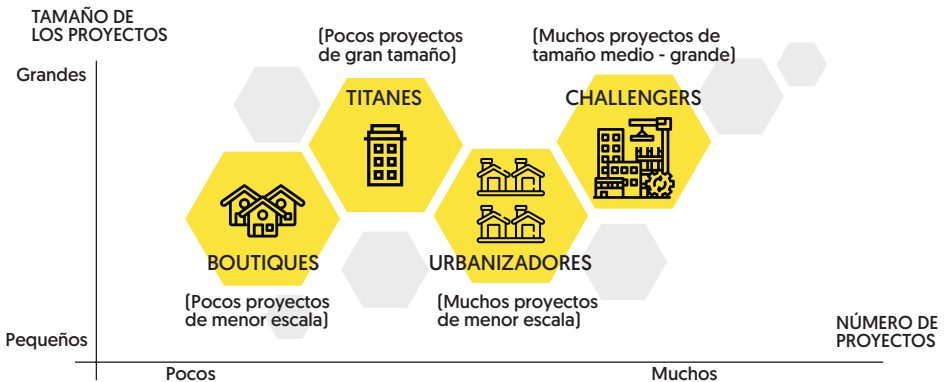 TAMAÑO DE
LOS PROYECTOS
Grandes
(Pocos proyectos
de gran tamaño)
TITANES
(Muchos proyectos de
tamaño medio - grande)
CHALLENGERS
BOUTIQUES
(Pocos proyectos
de menor escala)
URBANIZADORES
(Muchos proyectos
de menor escala)
Pequeños
NÚMERO DE
PROYECTOS
Pocos
Muchos